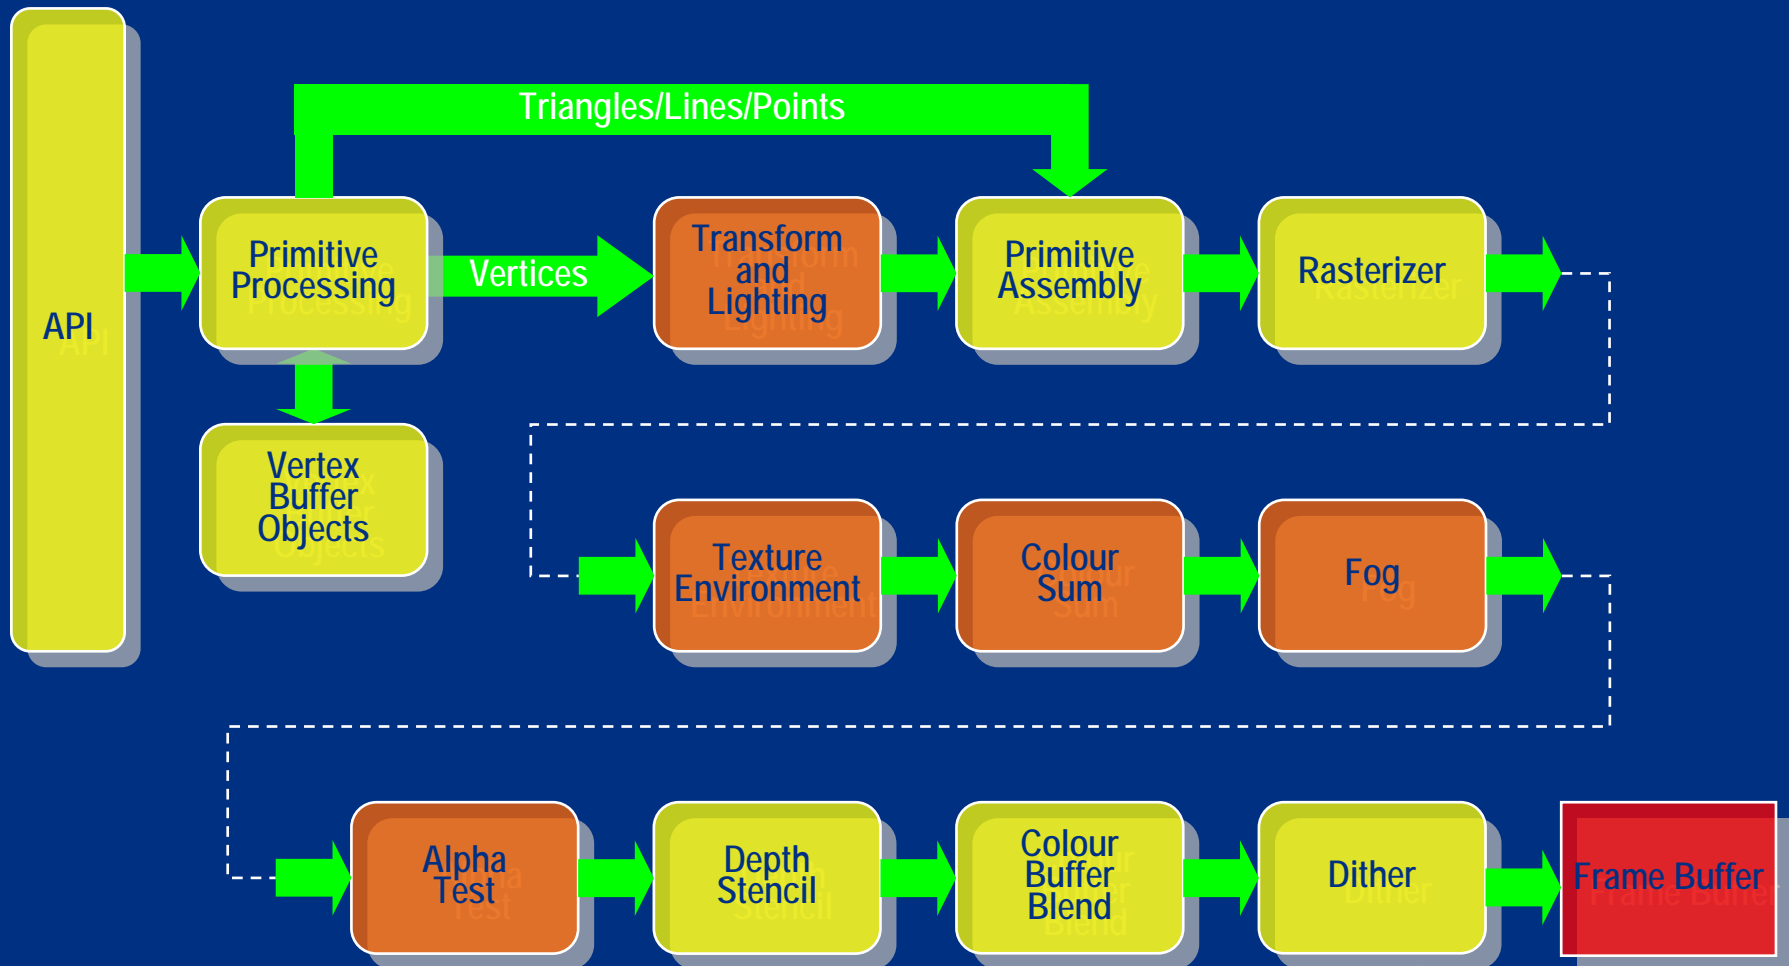 Triangles/Lines/Points
API
Primitive
Processing
Vertices
Transform
and
Lighting
Primitive
Assembly
Rasterizer
Vertex
Buffer
Objects
Texture
Environment
Colour
Sum
Fog
Alpha
Test
Depth
Stencil
Colour
Buffer
Blend
Dither
Frame Buffer